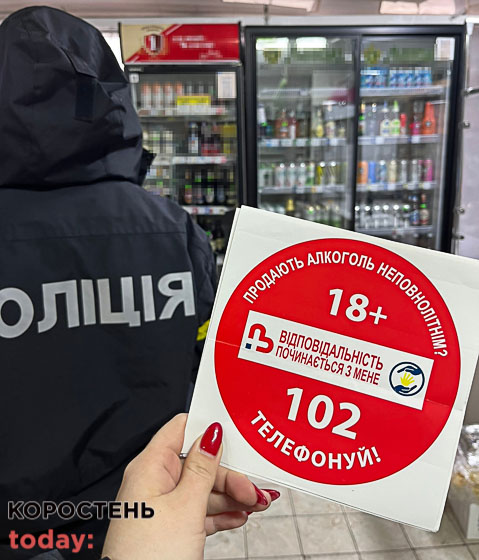 ОЛІЦІЯ
ПРОДАЮТЬ АЛКОГОЛЬ НЕПОВНОЛІТНІМ?
18+
ВІДПОВІДАЛЬНІСТЬ
ПОЧИНАЄТЬСЯ З МЕНЕ
102
ТЕЛЕФОНУЙ!
КОРОСТЕНЬ
today: